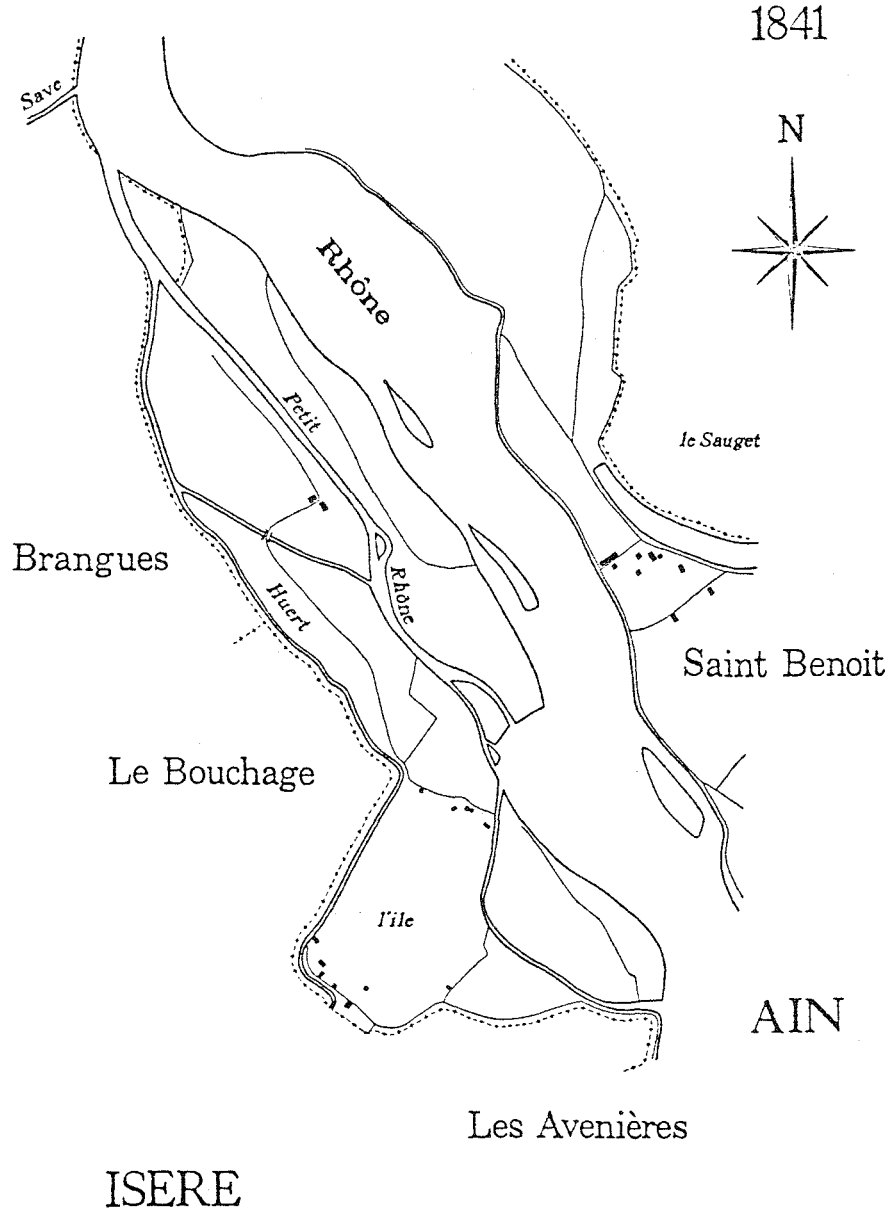 1841
Save
N
Rhône
Petit
le Sauget
Brangues
Rhône
Huert
Saint Benoit
Le Bouchage
l'ile
AIN
Les Avenières
ISERE